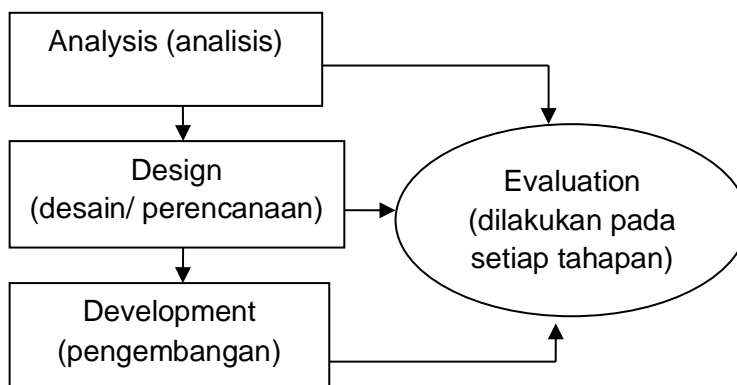 Analysis (analisis)
Design
(desain/ perencanaan)
Evaluation
(dilakukan pada
setiap tahapan)
Development
(pengembangan)